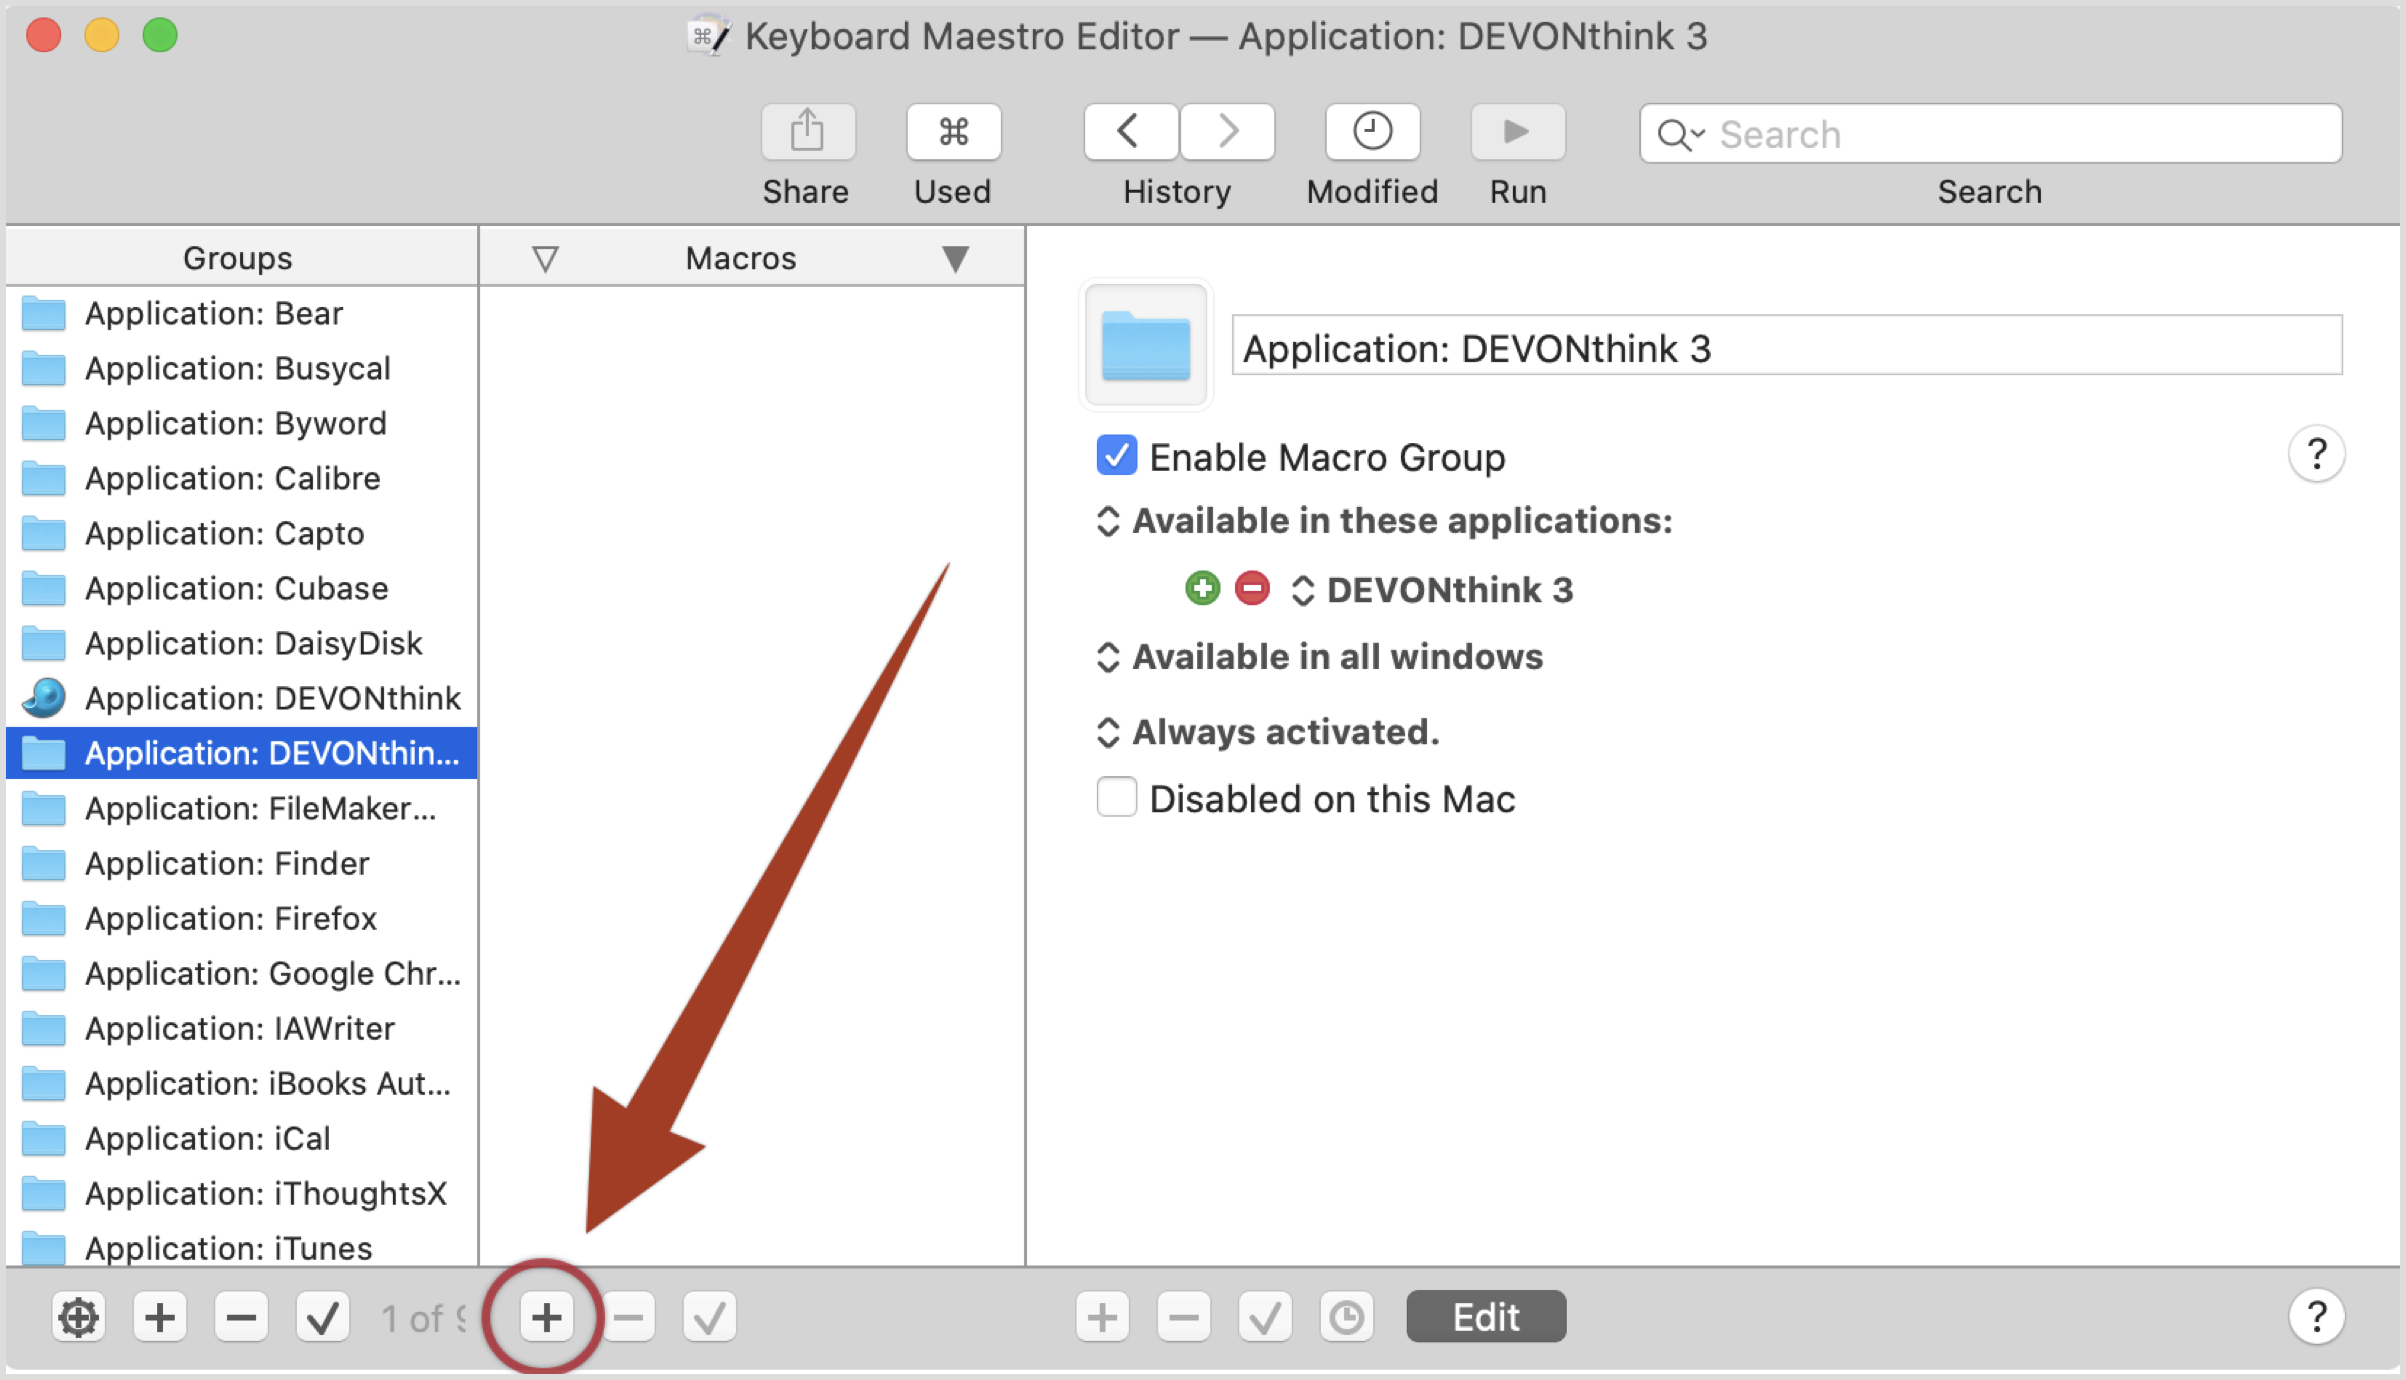 Keyboard Maestro Editor — Application: DEVONthink 3
Search
Share Used History Modified Run Search
Groups
Macros
Application: Bear
Application: Busycal
Application: Byword
Application: Calibre
Application: Capto
Application: Cubase
Application: DaisyDisk
Application: DEVONthink
Application: DEVONthin...
Application: FileMaker...
Application: Finder
Application: Firefox
Application: Google Chr...
Application: IAWriter
Application: iBooks Aut...
Application: iCal
Application: iThoughtsX
Application: iTunes
Application: DEVONthink 3
Enable Macro Group
?
Available in these applications:
DEVONthink 3
Available in all windows
Always activated.
Disabled on this Mac
1 of
Edit
?